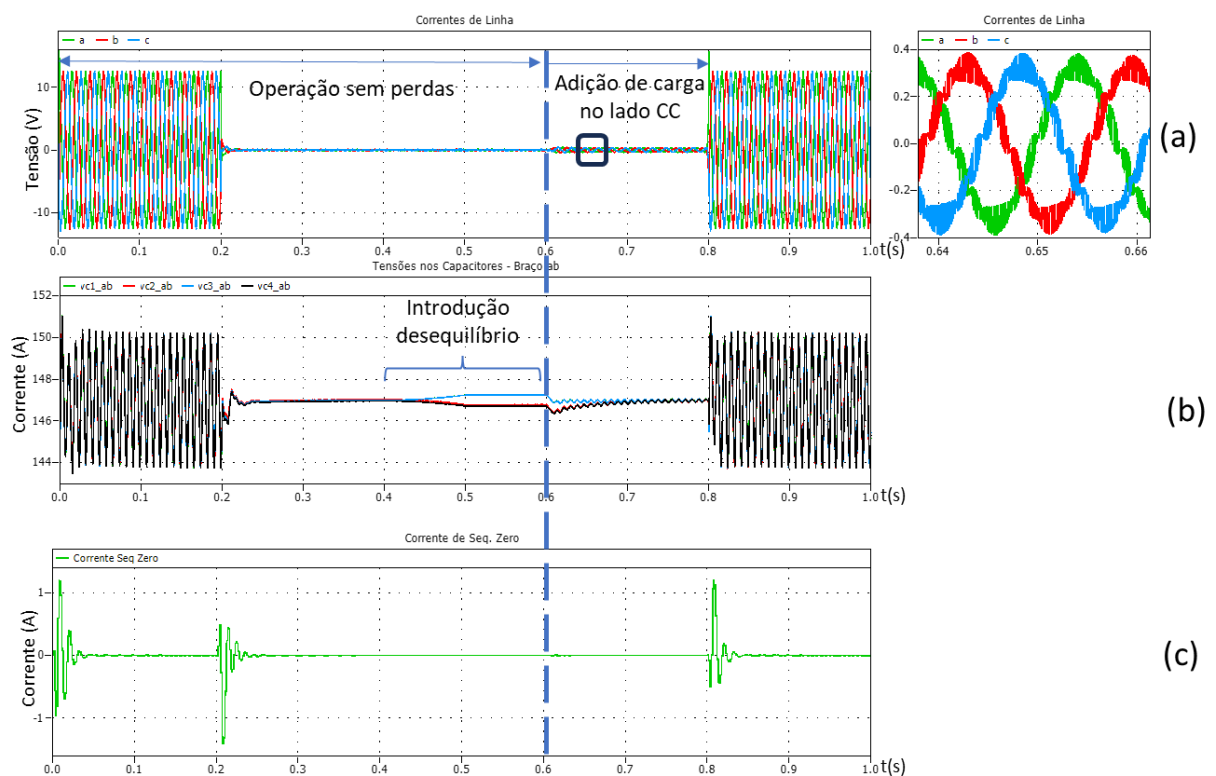 Correntes de Linha
a b c
Operação sem perdas
Adição de carga
no lado CC
Tensão (V)
10
0
-10
0.0 0.1 0.2 0.3 0.4 0.5 0.6 0.7 0.8 0.9 1.0 t(s)
Correntes de Linha
a b c
0.4
0.2
0.0
-0.2
-0.4
0.64 0.65 0.66
(a)
Tensões nos Capacitores - Braço ab
vc1_ab vc2_ab vc3_ab vc4_ab
Introdução
desequilíbrio
Corrente (A)
152
150
148
146
144
0.0 0.1 0.2 0.3 0.4 0.5 0.6 0.7 0.8 0.9 1.0 t(s)
(b)
Corrente de Seq. Zero
Corrente Seq Zero
Corrente (A)
1
0
-1
0.0 0.1 0.2 0.3 0.4 0.5 0.6 0.7 0.8 0.9 1.0 t(s)
(c)